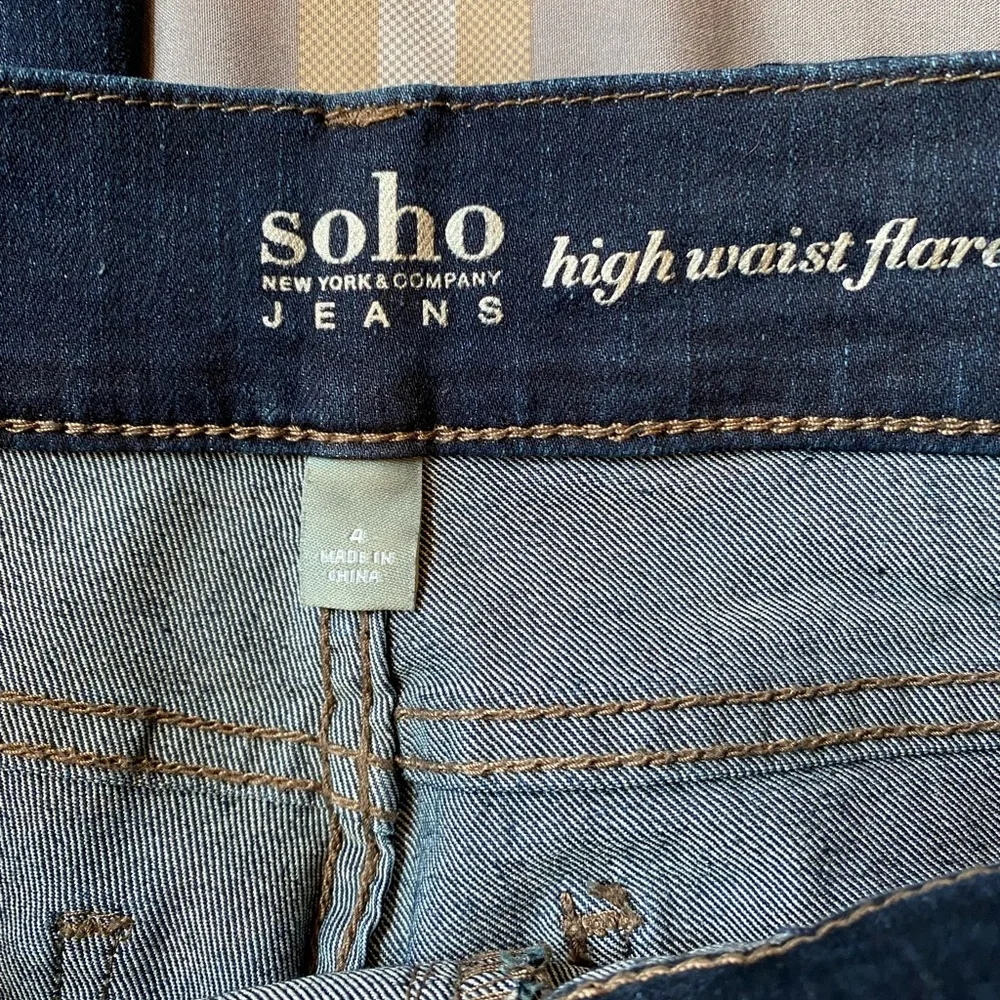 soho
NEW YORK & COMPANY
JEANS
high waist flare
4
MADE IN
CHINA